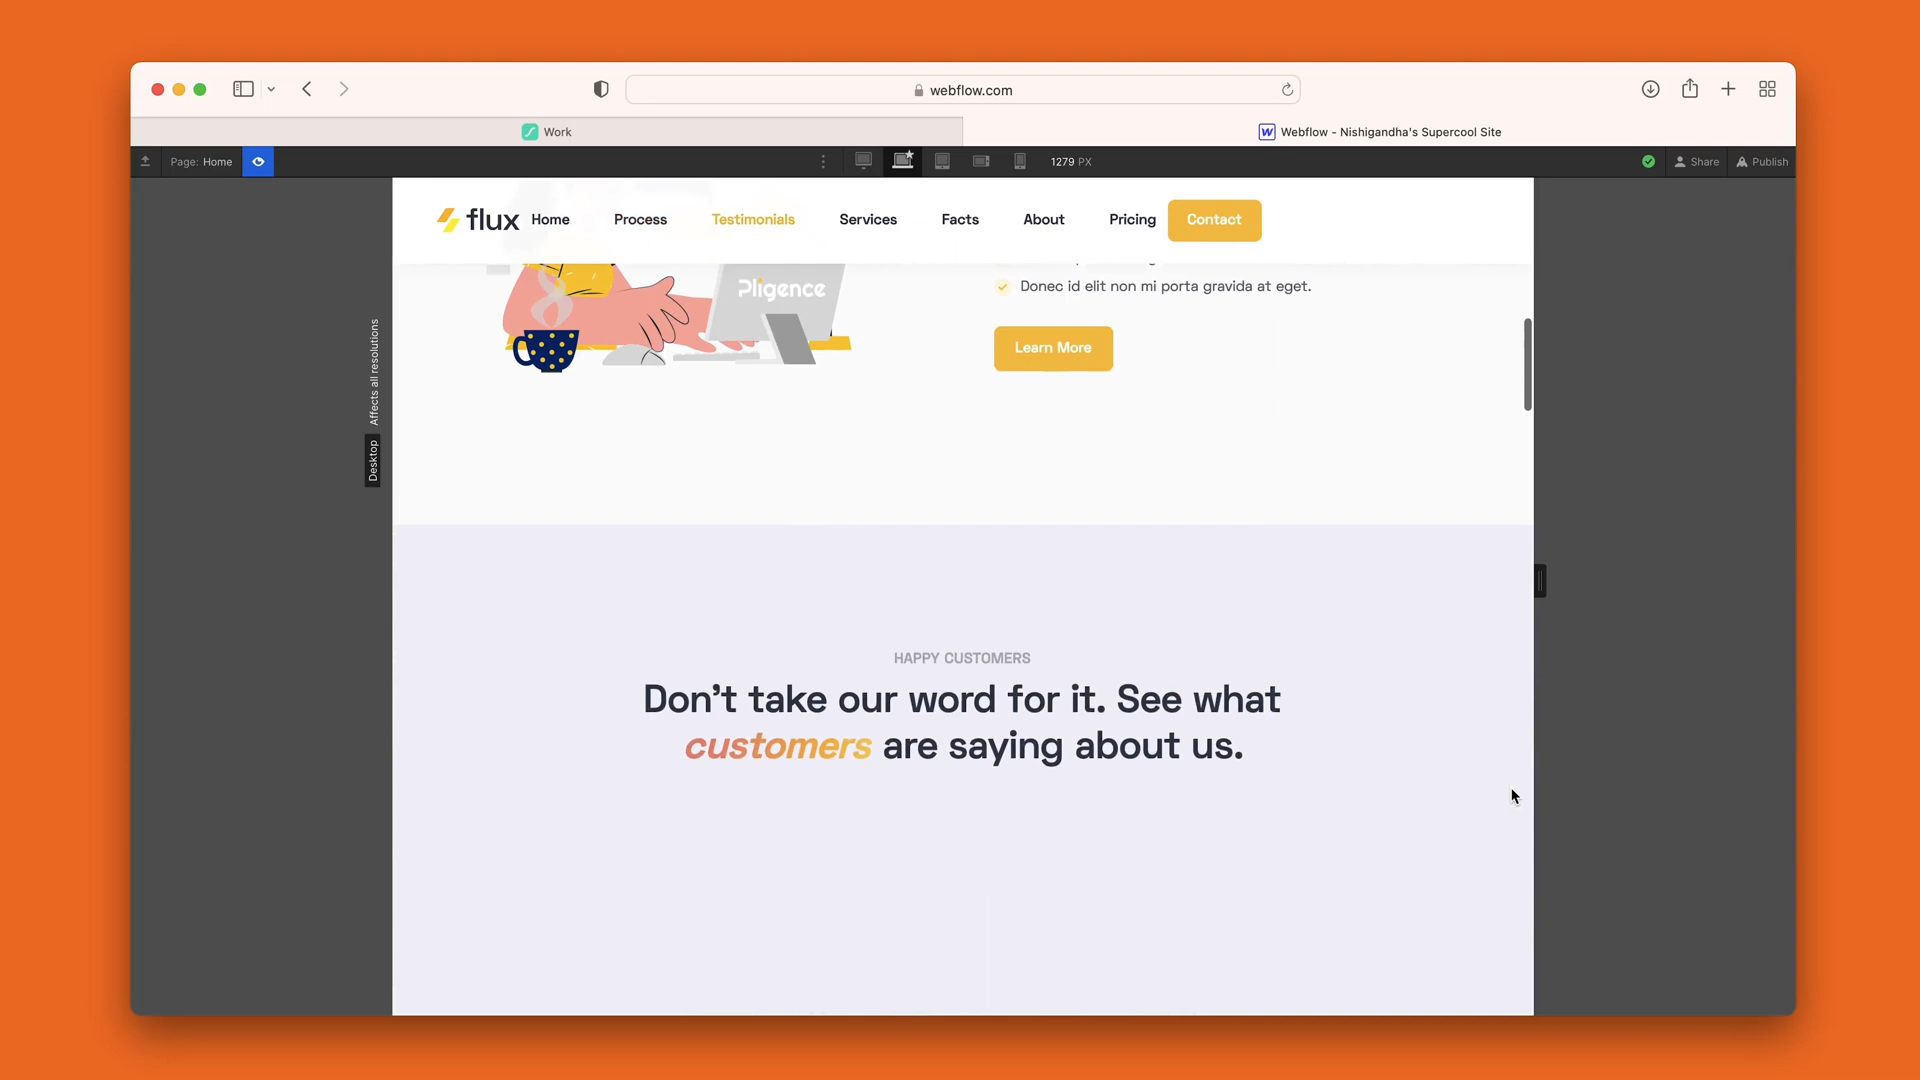 webflow.com
Work
Webflow - Nishigandha's Supercool Site
Page: Home
1279 PX
Share
Publish
flux
Home
Process
Testimonials
Services
Facts
About
Pricing
Contact
Pligence
Donec id elit non mi porta gravida at eget.
Learn More
Affects all resolutions
Desktop
HAPPY CUSTOMERS
Don't take our word for it. See what
customers are saying about us.